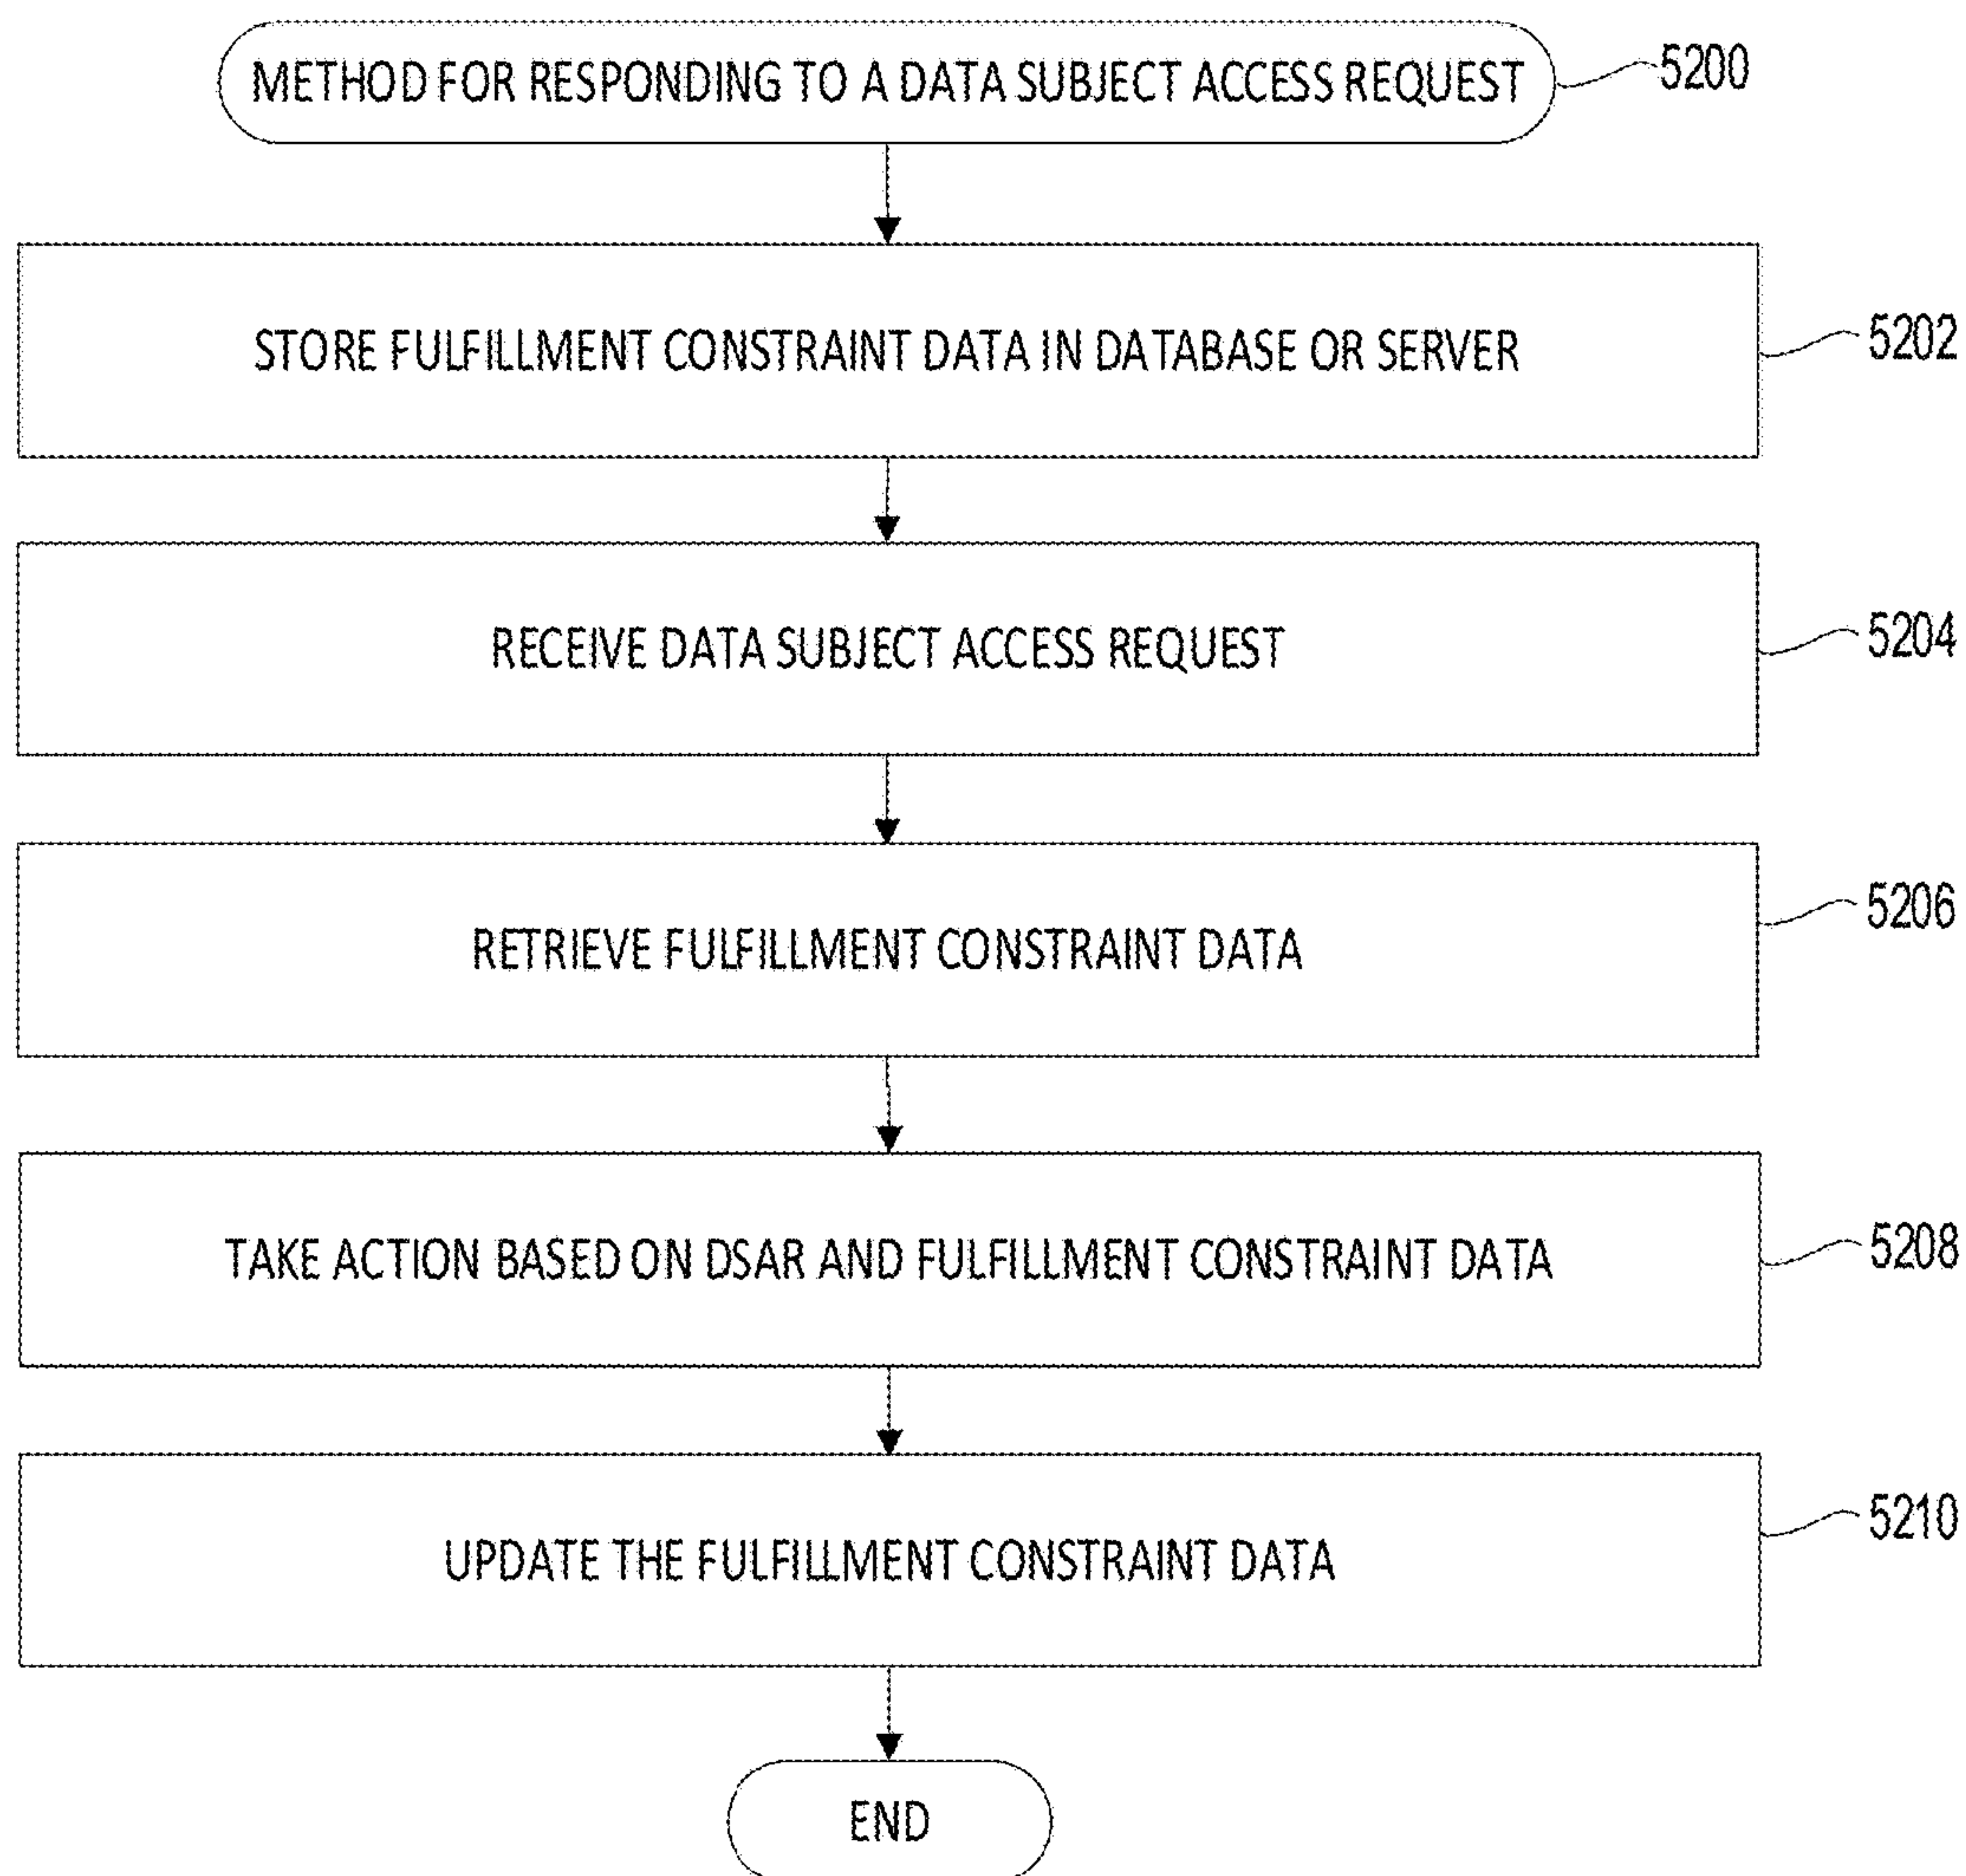 METHOD FOR RESPONDING TO A DATA SUBJECT ACCESS REQUEST
5200
STORE FULFILLMENT CONSTRAINT DATA IN DATABASE OR SERVER
5202
RECEIVE DATA SUBJECT ACCESS REQUEST
5204
RETRIEVE FULFILLMENT CONSTRAINT DATA
5206
TAKE ACTION BASED ON DSAR AND FULFILLMENT CONSTRAINT DATA
5208
UPDATE THE FULFILLMENT CONSTRAINT DATA
5210
END